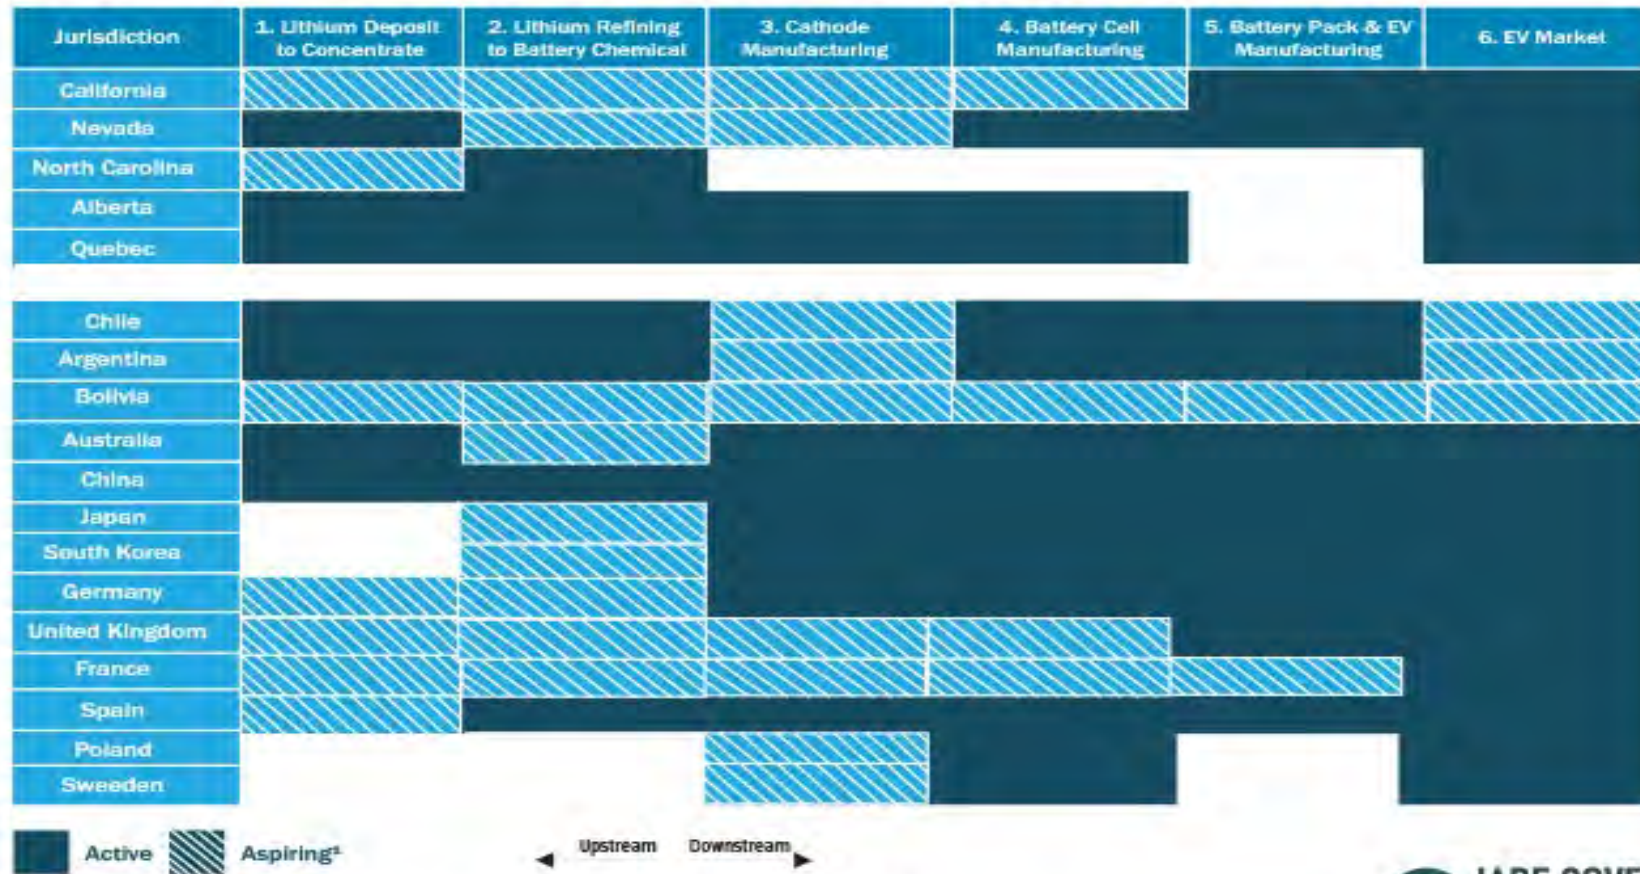 Jurisdiction
1. Lithium Deposit
to Concentrate
2. Lithium Refining
to Battery Chemical
3. Cathode
Manufacturing
4. Battery Cell
Manufacturing
5. Battery Pack & EV
Manufacturing
6. EV Market
California
Nevada
North Carolina
Alberta
Quebec
Chile
Argentina
Bolivia
Australia
China
Japan
South Korea
Germany
United Kingdom
France
Spain
Poland
Sweeden
Active
Aspiring¹
Upstream
Downstream